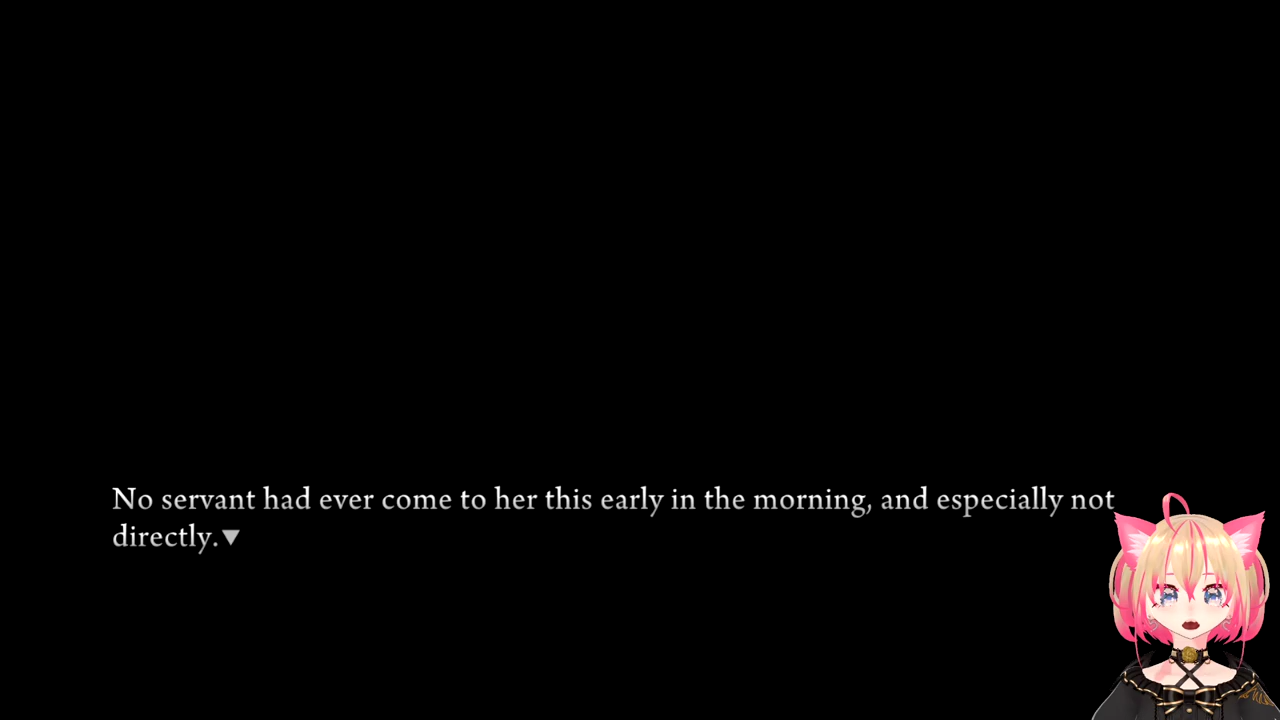 No servant had ever come to her this early in the morning, and especially not
directly.▼